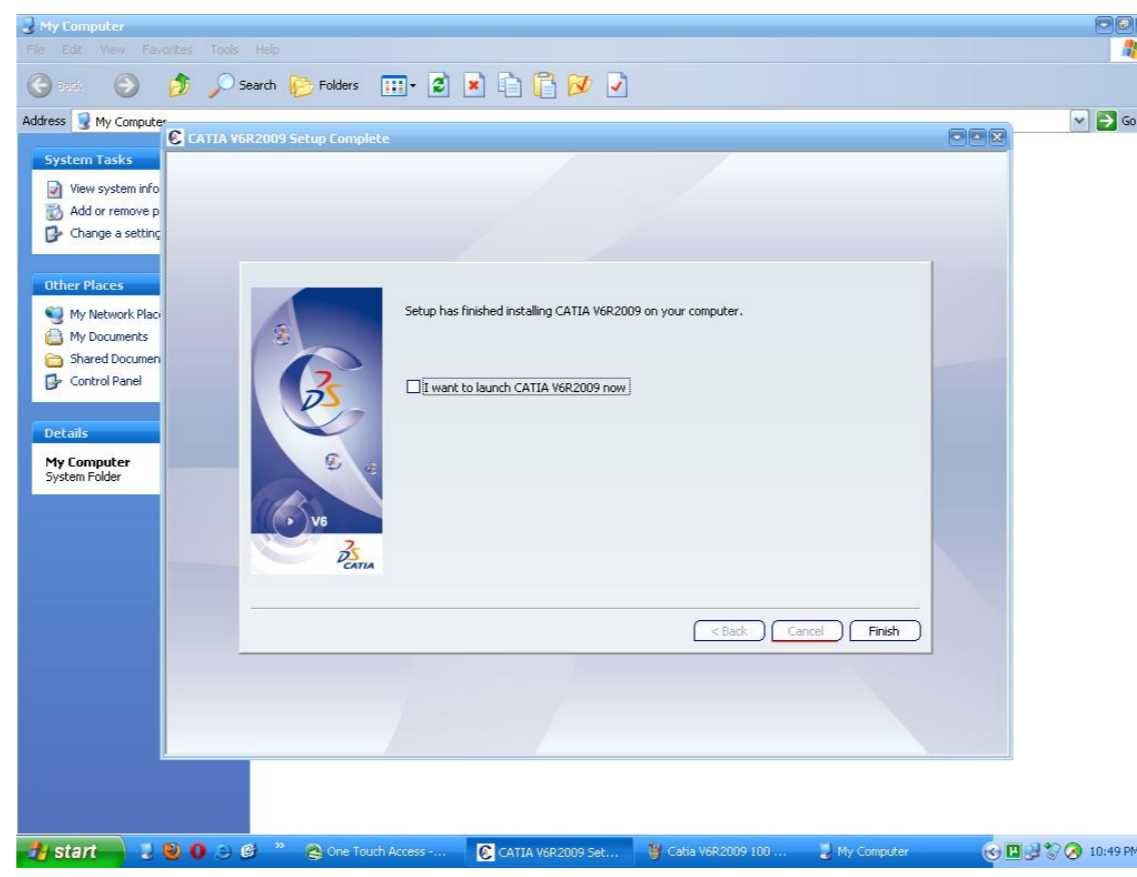 My Computer
File Edit View Favorites Tools Help
Back Search Folders
Address My Computer Go
CATIA V6R2009 Setup Complete
System Tasks
View system info
Add or remove p
Change a setting
Other Places
My Network Plac
My Documents
Shared Documen
Control Panel
Details
My Computer
System Folder
Setup has finished installing CATIA V6R2009 on your computer.
I want to launch CATIA V6R2009 now
V6
CATIA
< Back Cancel Finish
start One Touch Access -... CATIA V6R2009 Set... Catia V6R2009 100 ... My Computer 10:49 PM